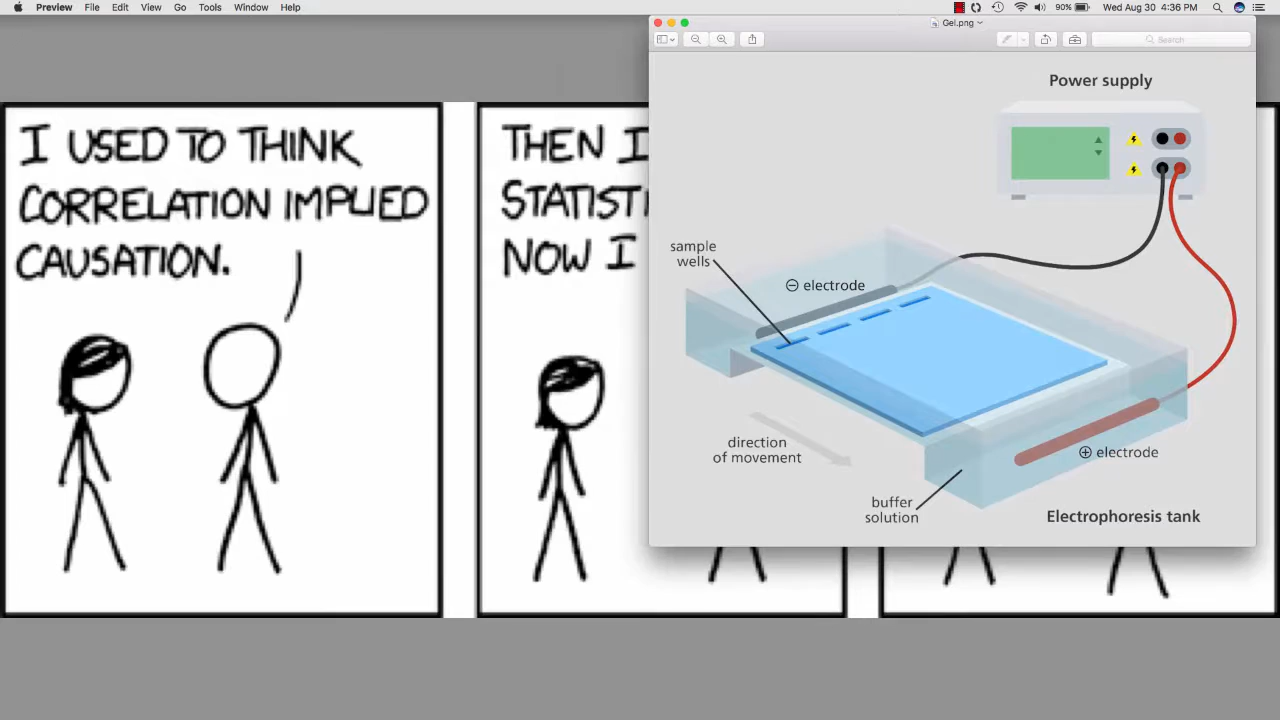 Preview File Edit View Go Tools Window Help
90% Wed Aug 30 4:36 PM
I USED TO THINK
CORRELATION IMPLIED
CAUSATION.
THEN I
NOW I
Gel.png
Search
Power supply
sample
wells
⊖ electrode
direction
of movement
⊕ electrode
buffer
solution
Electrophoresis tank